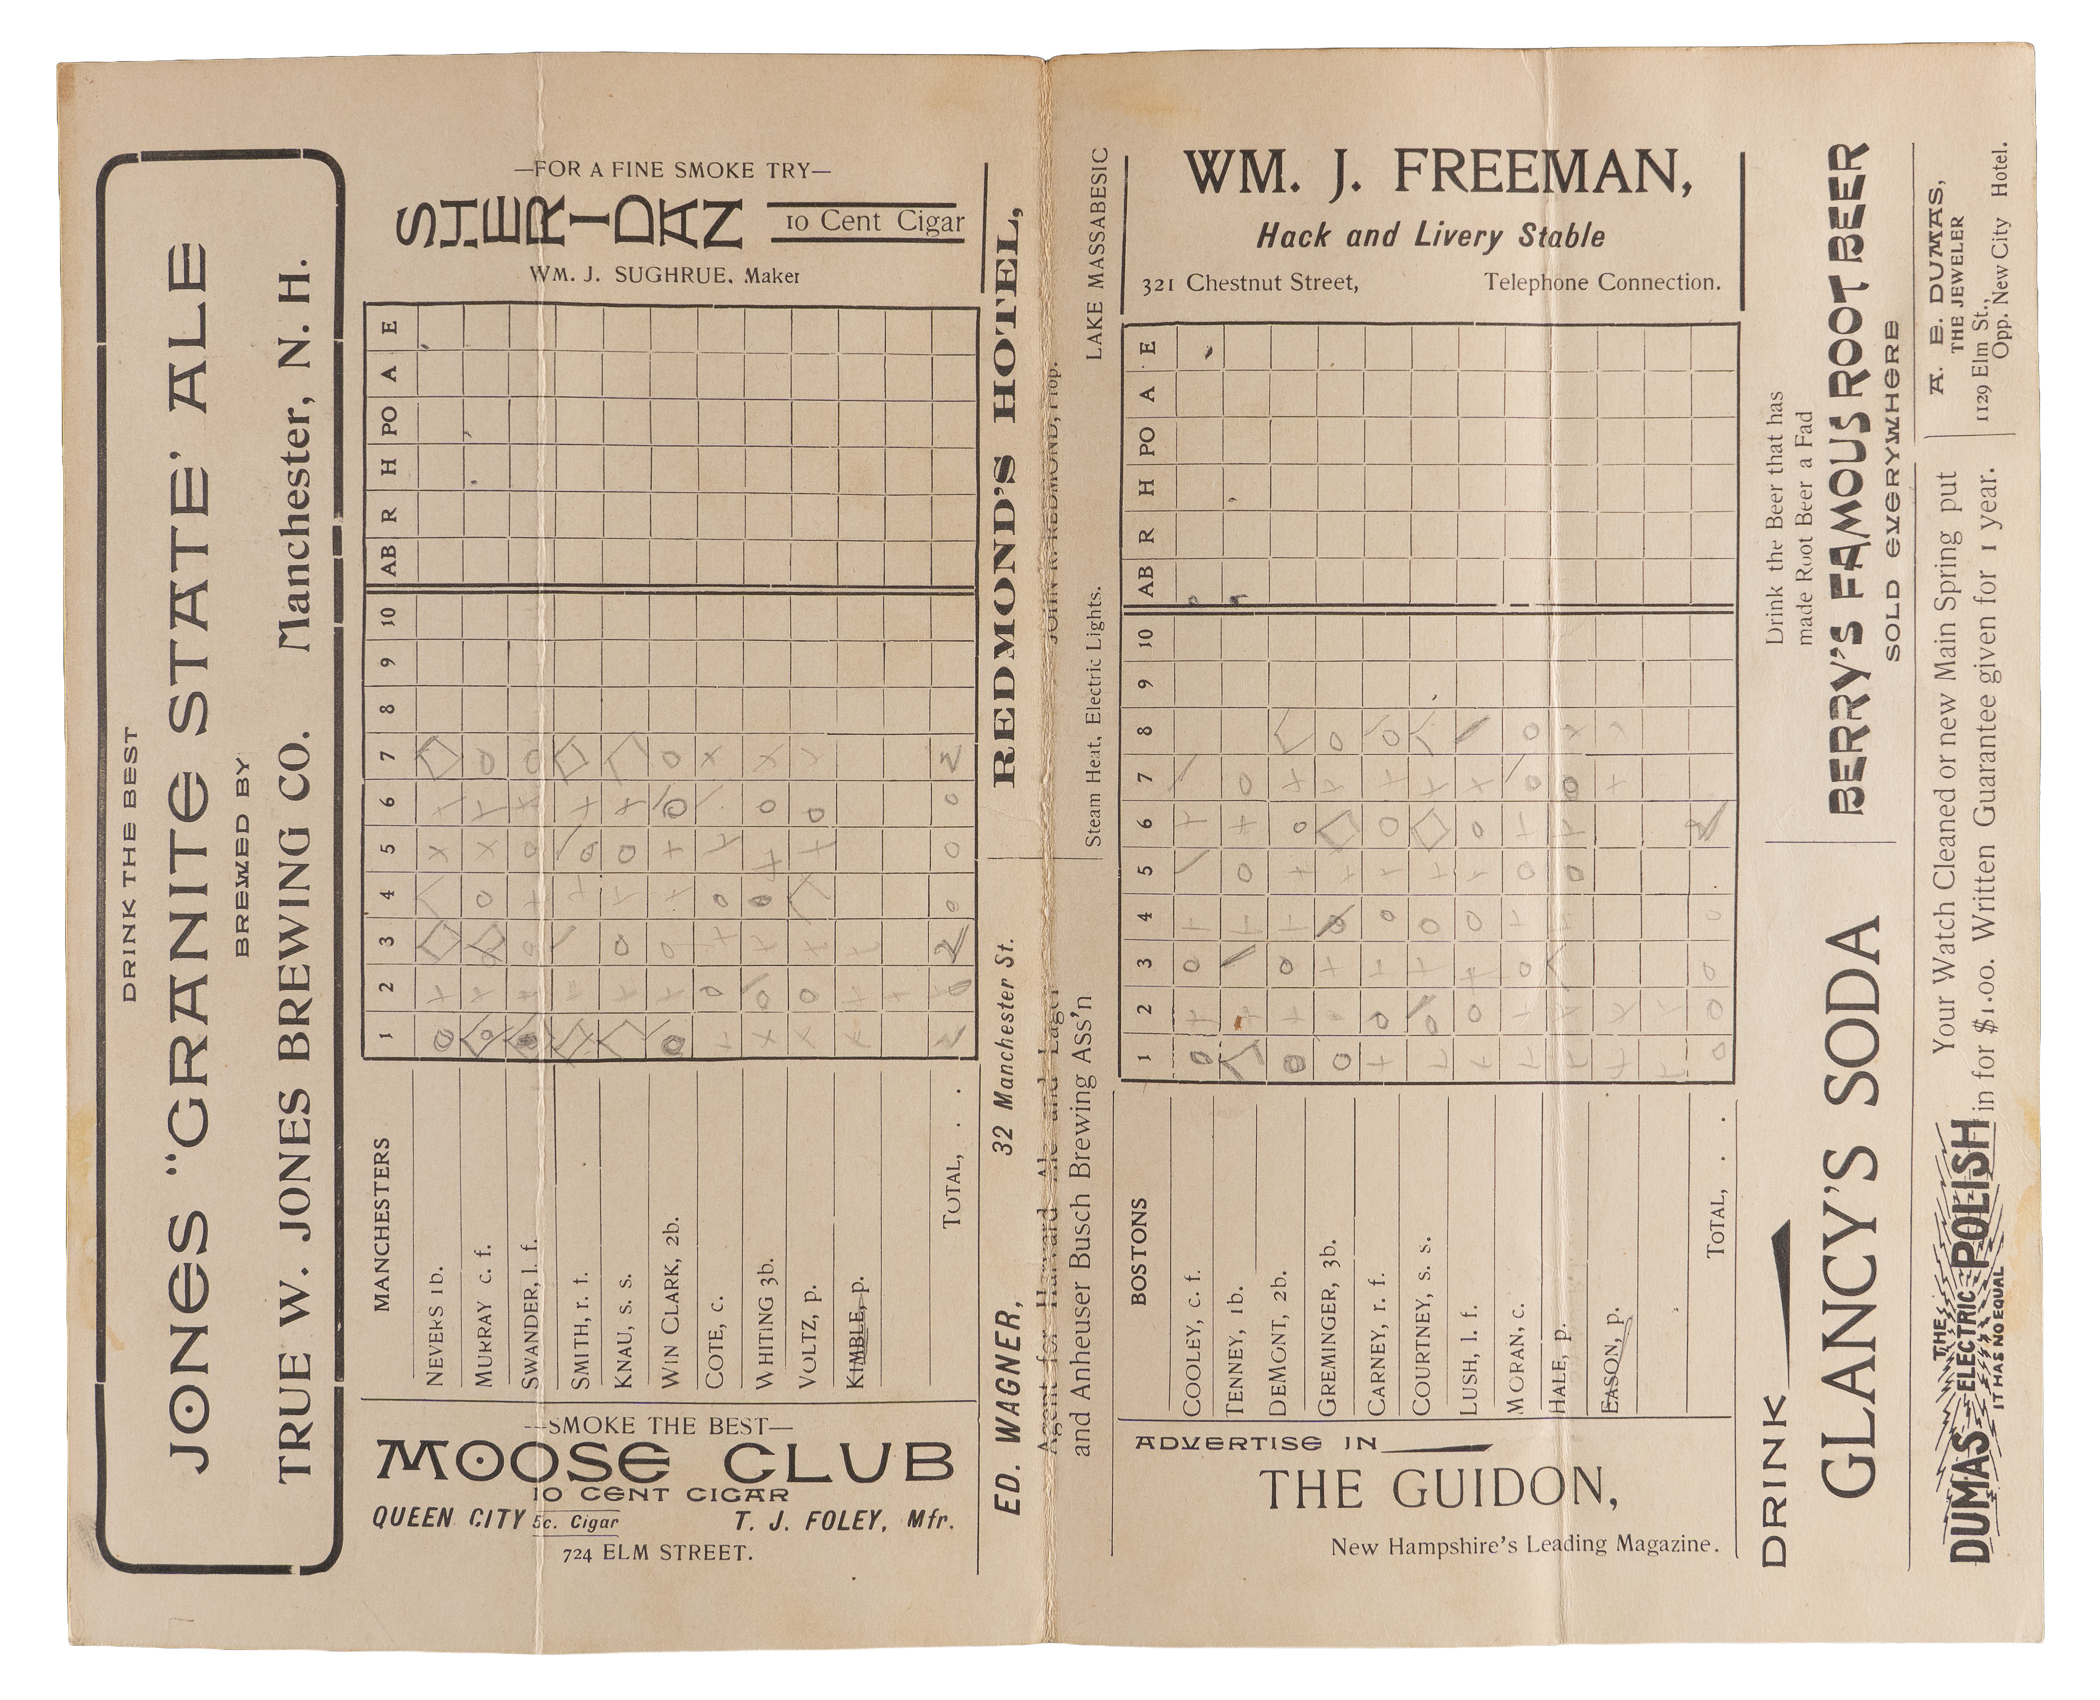 DRINK THE BEST
JONES "GRANITE STATE' ALE
BREWED BY
TRUE W. JONES BREWING CO. Manchester, N. H.
—FOR A FINE SMOKE TRY—
SHERIDAN
10 Cent Cigar
WM. J. SUGHRUE. Maker
MANCHESTERS 1 2 3 4 5 6 7 8 9 10 AB R H PO A E
NEVERS 1b.
MURRAY c. f.
SWANDER, l. f.
SMITH, r. f.
KNAU, s. s.
WIN CLARK, 2b.
COTE, c.
WHITING 3b.
VOLTZ, p.
KIMBLE, p.
TOTAL, . .
—SMOKE THE BEST—
MOOSE CLUB
10 CENT CIGAR
QUEEN CITY 5c. Cigar T. J. FOLEY, Mfr.
724 ELM STREET.
REDMOND'S HOTEL,
JOHN R. REDMOND, Prop.
LAKE MASSABESIC
Steam Heat, Electric Lights.
ED. WAGNER, 32 Manchester St.
Agent for Harvard Ale and Lager
and Anheuser Busch Brewing Ass'n
WM. J. FREEMAN,
Hack and Livery Stable
321 Chestnut Street, Telephone Connection.
BOSTONS 1 2 3 4 5 6 7 8 9 10 AB R H PO A E
COOLEY, c. f.
TENNEY, 1b.
DEMONT, 2b.
GREMINGER, 3b.
CARNEY, r. f.
COURTNEY, s. s.
LUSH, l. f.
MORAN, c.
HALE, p.
EASON, p.
TOTAL, . .
ADVERTISE IN
THE GUIDON,
New Hampshire's Leading Magazine.
Drink the Beer that has
made Root Beer a Fad
BERRY'S FAMOUS ROOT BEER
SOLD EVERYWHERE
DRINK
GLANCY'S SODA
A. E. DUMAS,
THE JEWELER
1129 Elm St.,
Opp. New City Hotel.
Your Watch Cleaned or new Main Spring put
in for $1.00. Written Guarantee given for 1 year.
THE
DUMAS ELECTRIC POLISH
IT HAS NO EQUAL